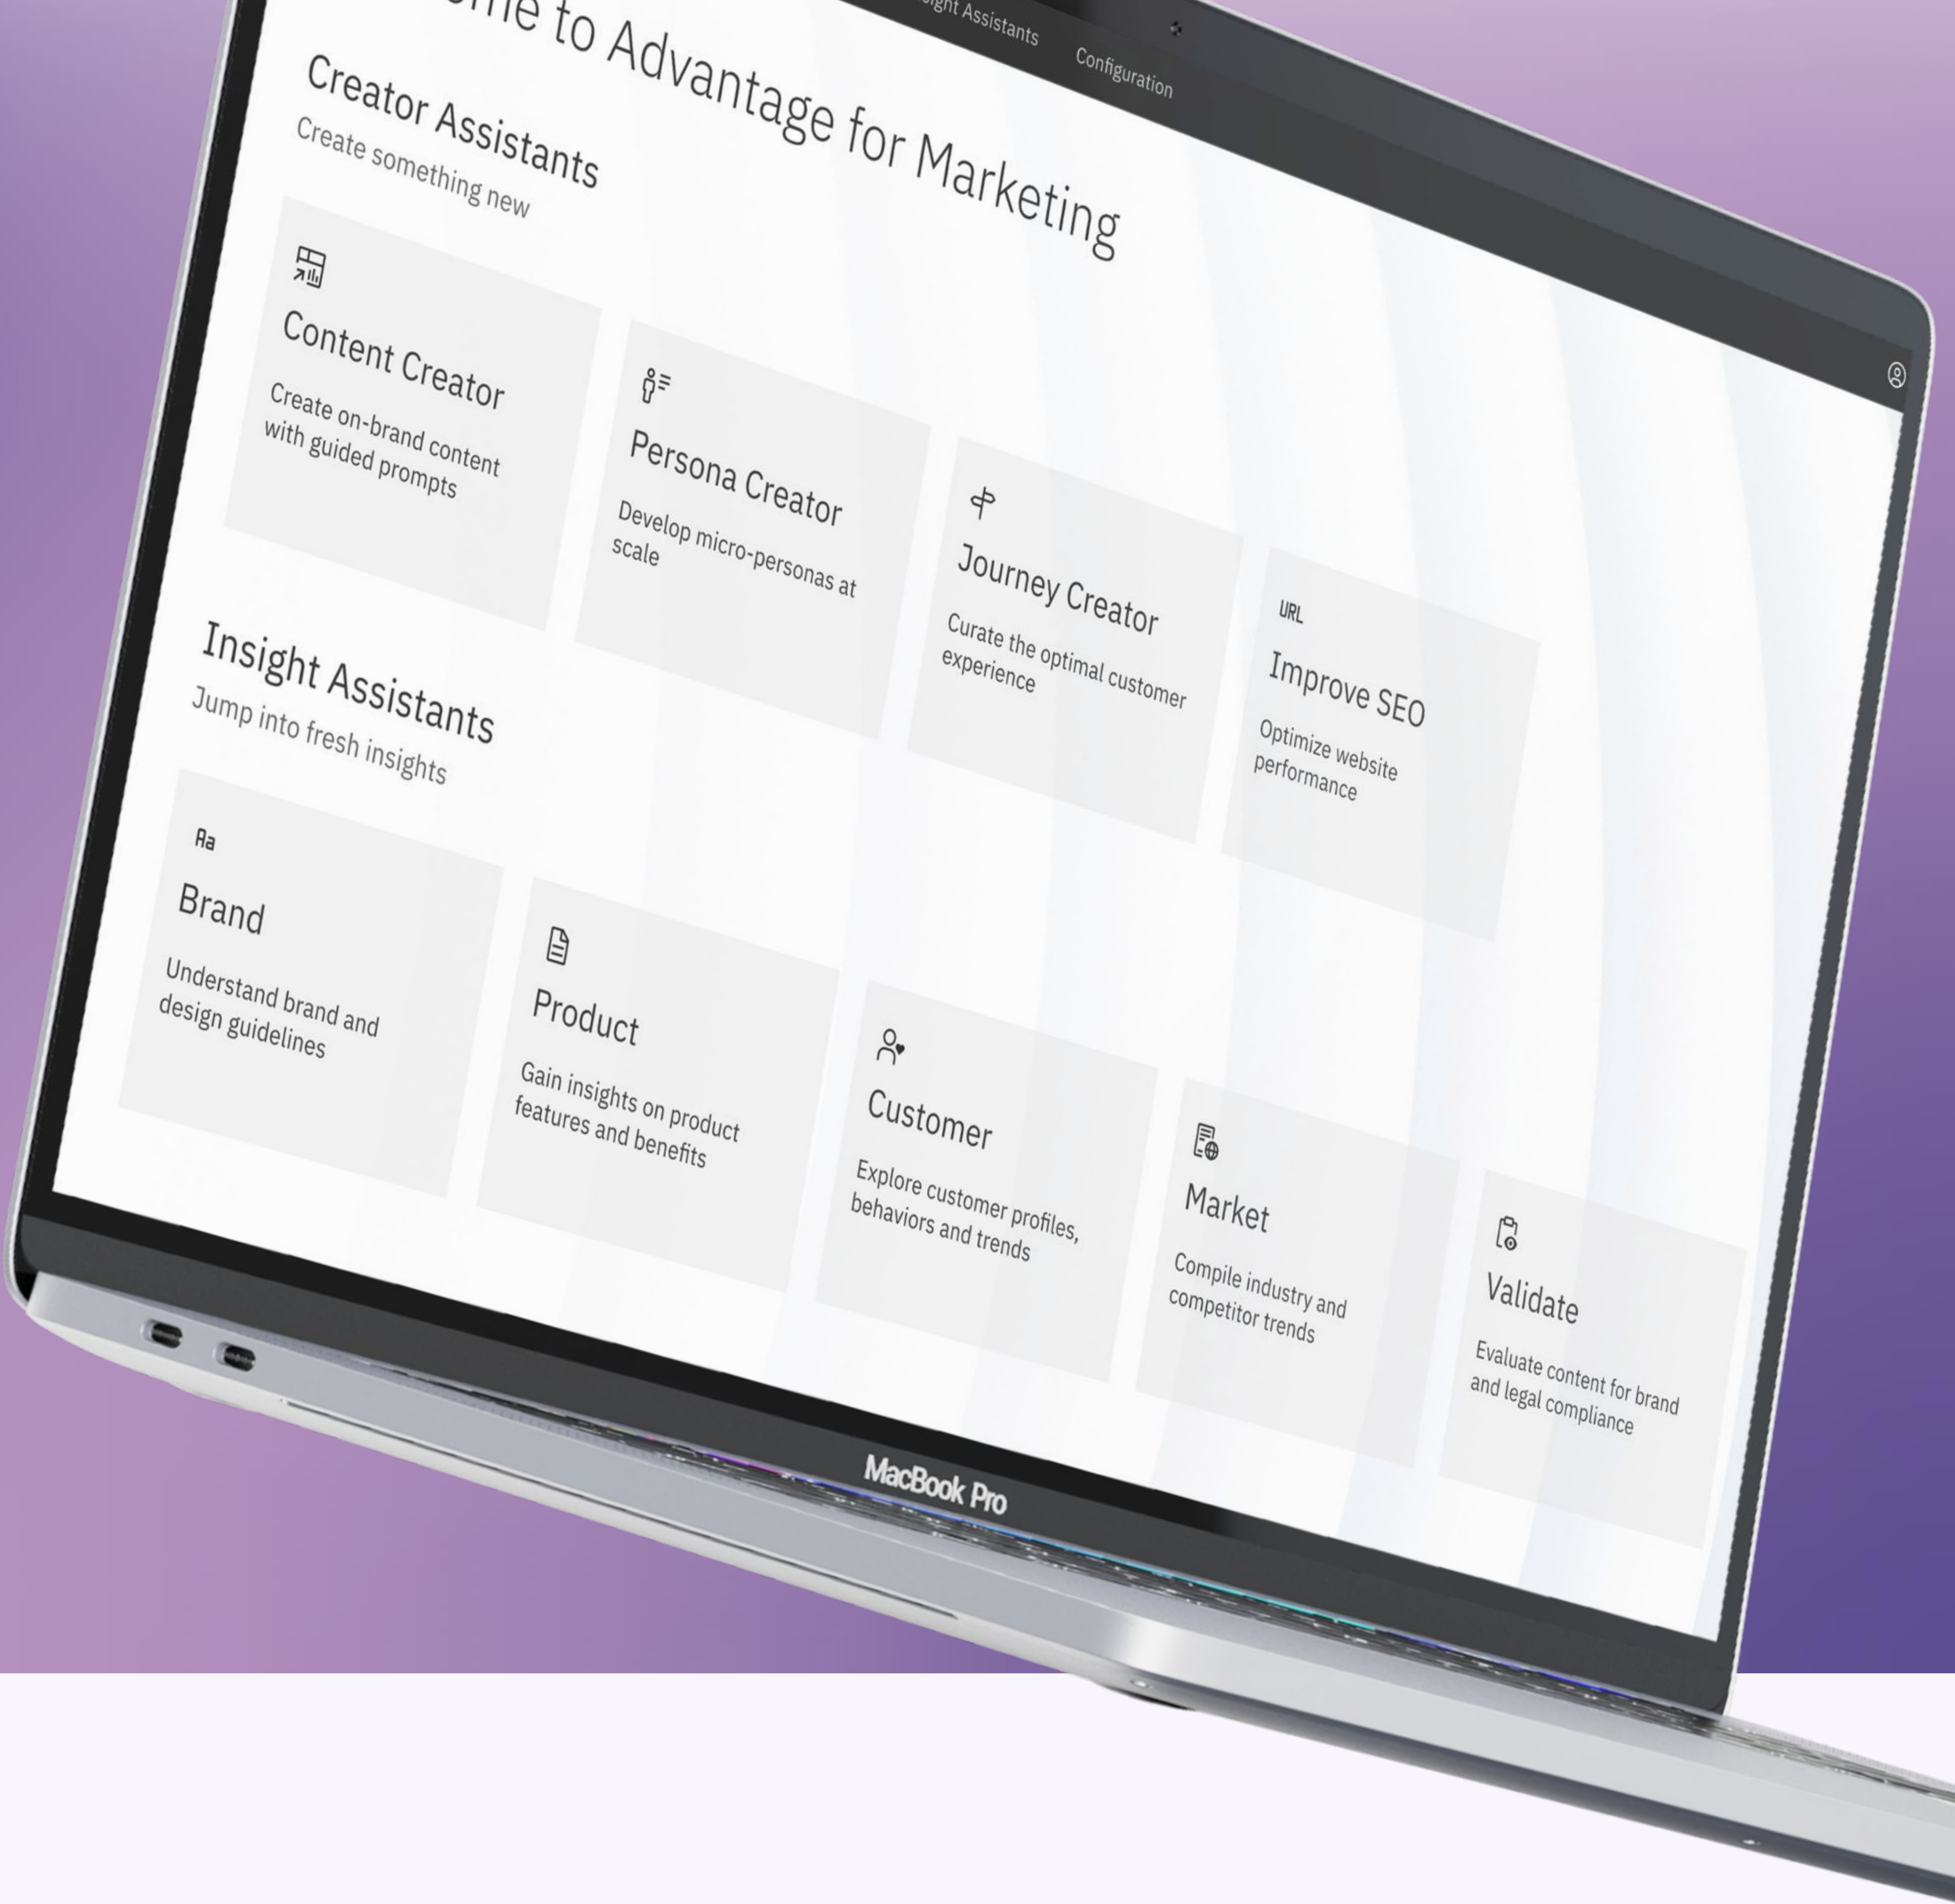 Assistants
Configuration
to Advantage for Marketing
Creator Assistants
Create something new
Content Creator
Create on-brand content
with guided prompts
Persona Creator
Develop micro-personas at
scale
Journey Creator
Curate the optimal customer
experience
URL
Improve SEO
Optimize website
performance
Insight Assistants
Jump into fresh insights
Aa
Brand
Understand brand and
design guidelines
Product
Gain insights on product
features and benefits
Customer
Explore customer profiles,
behaviors and trends
Market
Compile industry and
competitor trends
Validate
Evaluate content for brand
and legal compliance
MacBook Pro